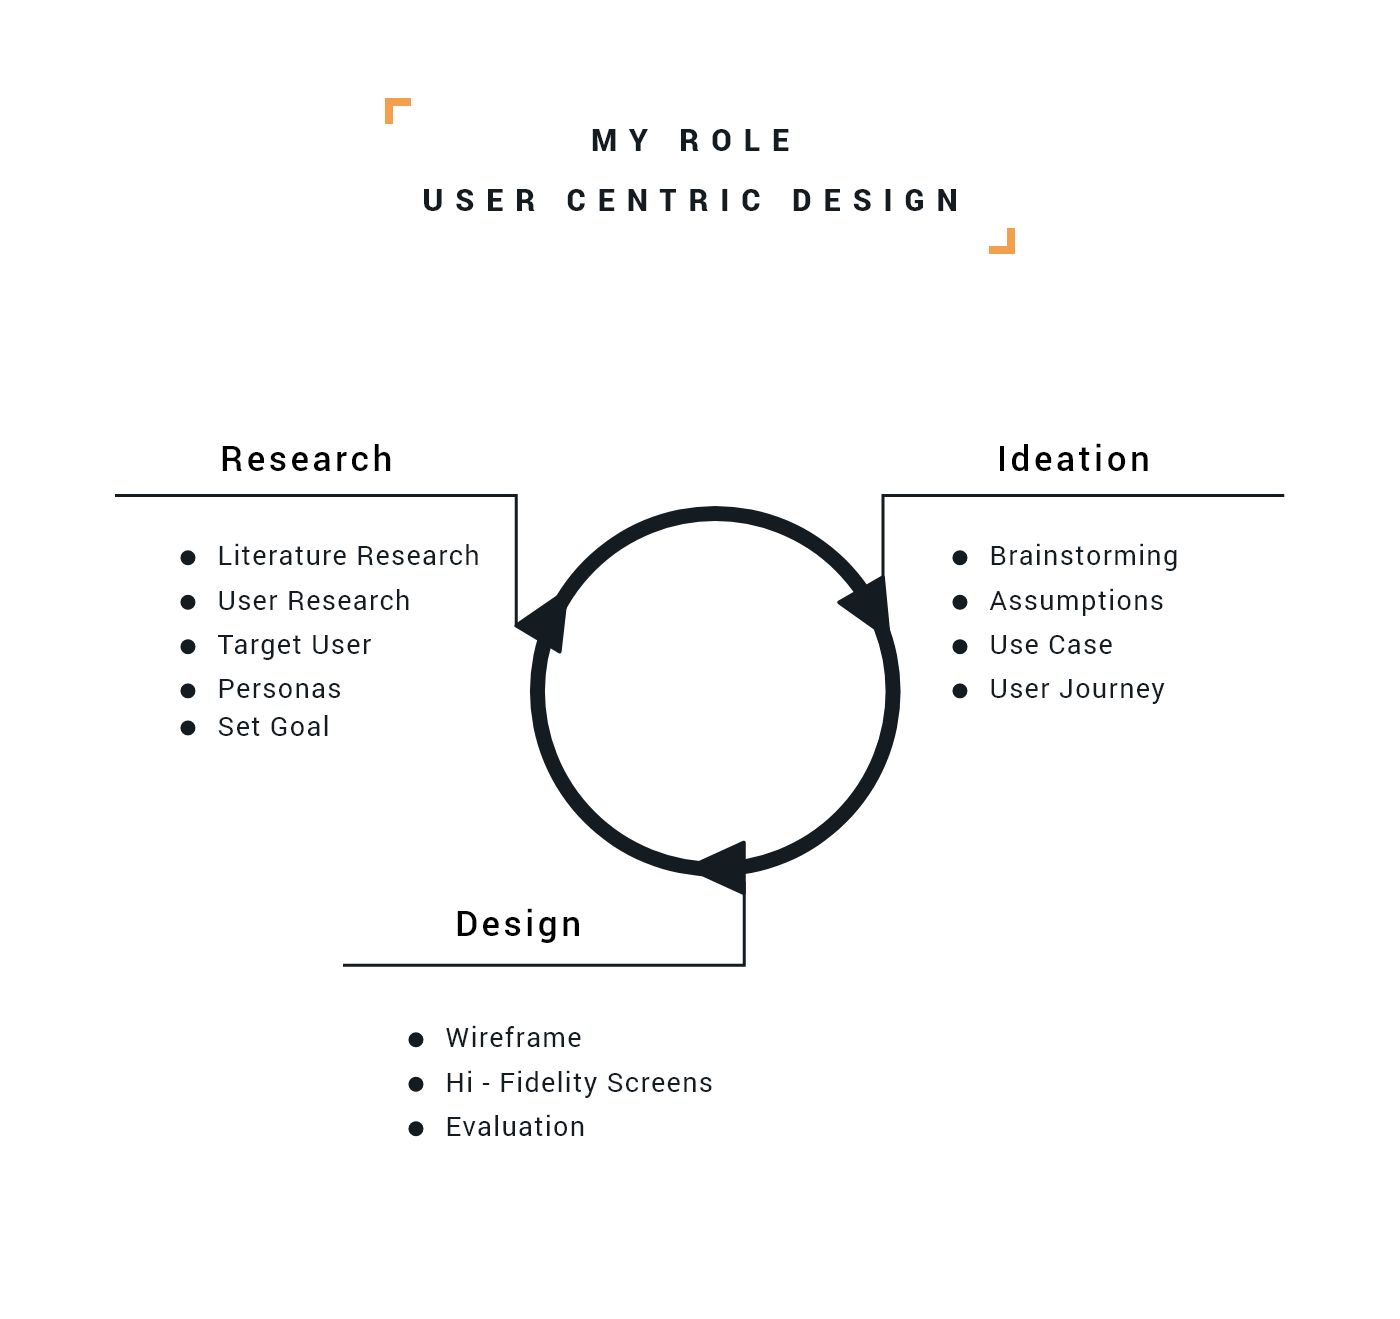 MY ROLE
USER CENTRIC DESIGN
Research
Literature Research
User Research
Target User
Personas
Set Goal
Ideation
Brainstorming
Assumptions
Use Case
User Journey
Design
Wireframe
Hi - Fidelity Screens
Evaluation